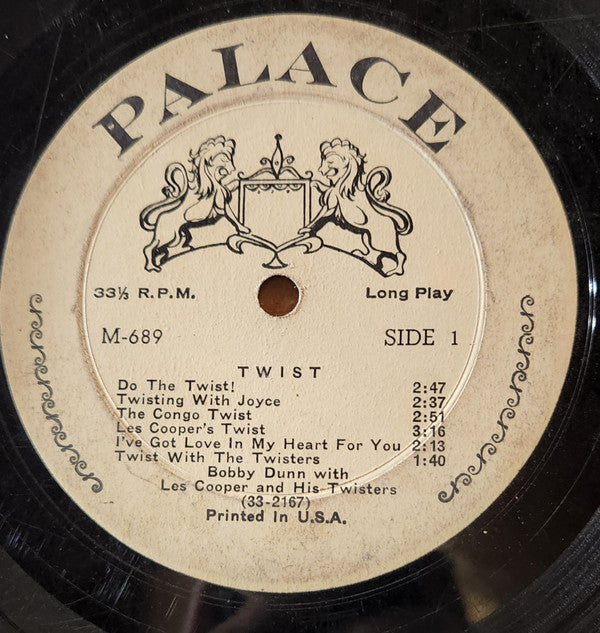 PALACE
33⅓ R.P.M. Long Play
M-689 SIDE 1
TWIST
Do The Twist! 2:47
Twisting With Joyce 2:37
The Congo Twist 2:51
Les Cooper's Twist 3:16
I've Got Love In My Heart For You 2:13
Twist With The Twisters 1:40
Bobby Dunn with
Les Cooper and His Twisters
(33-2167)
Printed In U.S.A.